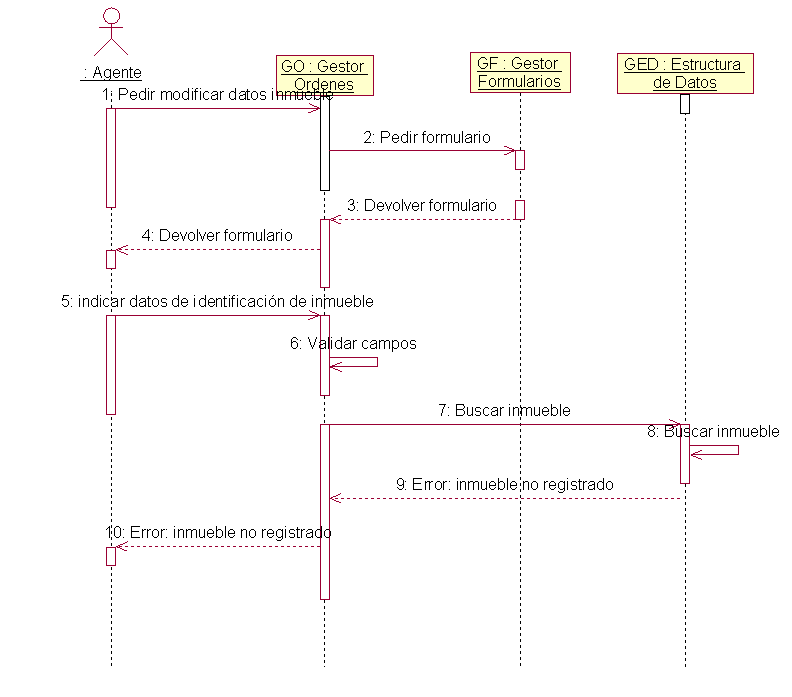 : Agente
GO : Gestor
Ordenes
GF : Gestor
Formularios
GED : Estructura
de Datos
1: Pedir modificar datos inmueble
2: Pedir formulario
3: Devolver formulario
4: Devolver formulario
5: indicar datos de identificación de inmueble
6: Validar campos
7: Buscar inmueble
8: Buscar inmueble
9: Error: inmueble no registrado
10: Error: inmueble no registrado